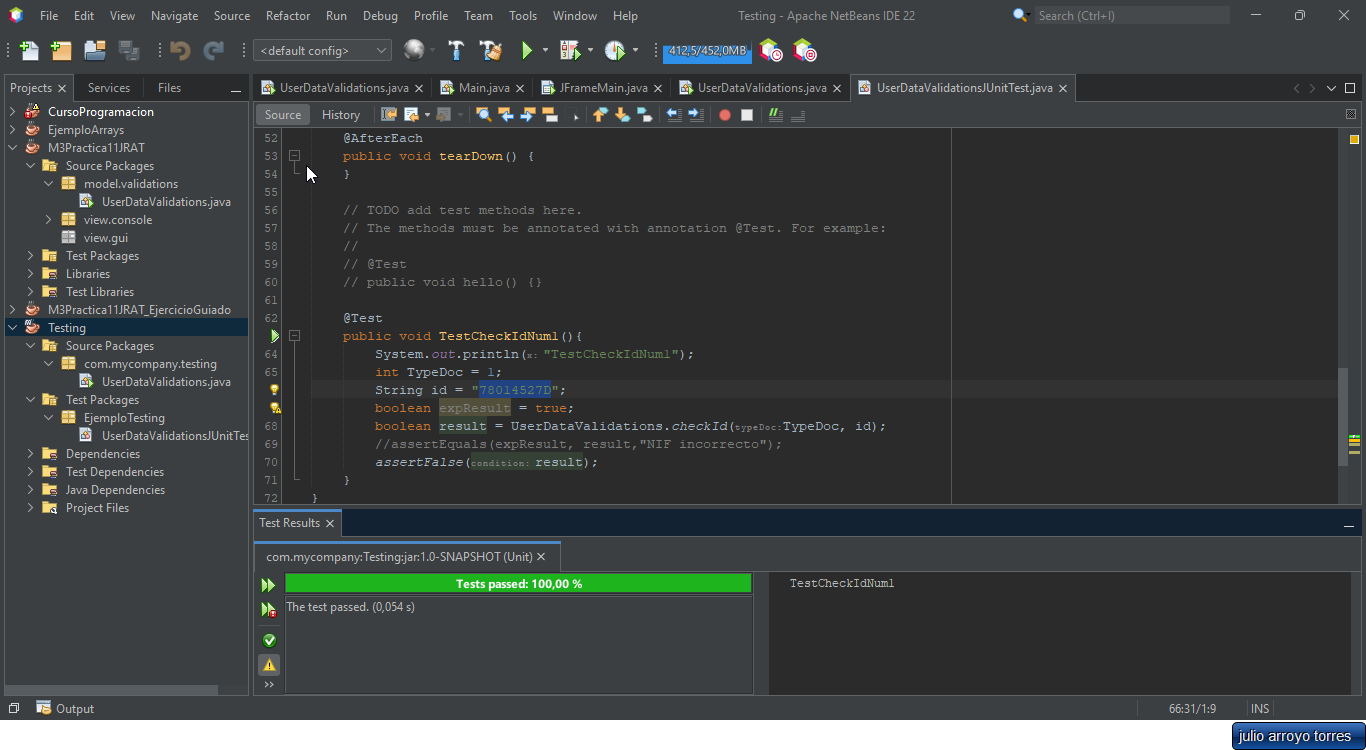 File Edit View Navigate Source Refactor Run Debug Profile Team Tools Window Help Testing - Apache NetBeans IDE 22 Search (Ctrl+I)
<default config> 412,5/452,0MB
Projects Services Files
UserDataValidations.java Main.java JFrameMain.java UserDataValidations.java UserDataValidationsJUnitTest.java
Source History
CursoProgramacion
EjemploArrays
M3Practica11JRAT
Source Packages
model.validations
UserDataValidations.java
view.console
view.gui
Test Packages
Libraries
Test Libraries
M3Practica11JRAT_EjercicioGuiado
Testing
Source Packages
com.mycompany.testing
UserDataValidations.java
Test Packages
EjemploTesting
UserDataValidationsJUnitTes
Dependencies
Test Dependencies
Java Dependencies
Project Files
52 @AfterEach
53 public void tearDown() {
54 }
55
56 // TODO add test methods here.
57 // The methods must be annotated with annotation @Test. For example:
58 //
59 // @Test
60 // public void hello() {}
61
62 @Test
public void TestCheckIdNum1(){
64 System.out.println(x: "TestCheckIdNum1");
65 int TypeDoc = 1;
String id = "78014527D";
boolean expResult = true;
68 boolean result = UserDataValidations.checkId(typeDoc:TypeDoc, id);
69 //assertEquals(expResult, result,"NIF incorrecto");
70 assertFalse(condition: result);
71 }
72 }
Test Results
com.mycompany:Testing:jar:1.0-SNAPSHOT (Unit)
Tests passed: 100,00 %
The test passed. (0,054 s)
TestCheckIdNum1
Output
66:31/1:9 INS
julio arroyo torres